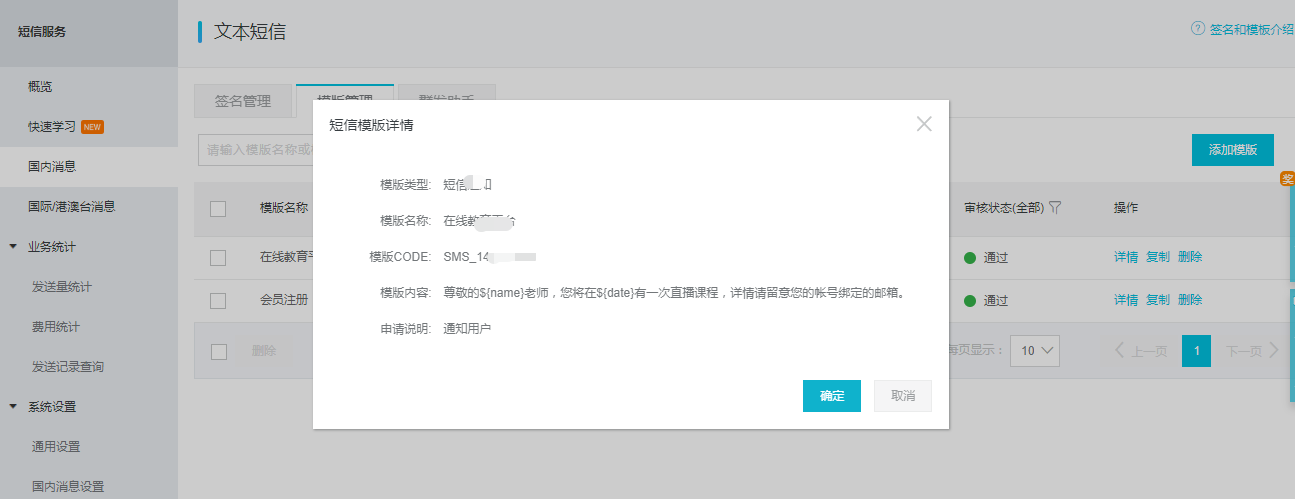 短信服务
文本短信
签名和模板介绍
概览
快速学习 NEW
国内消息
国际/港澳台消息
业务统计
发送量统计
费用统计
发送记录查询
系统设置
通用设置
国内消息设置
签名管理 模版管理 群发助手
请输入模版名称或
添加模版
奖
模版名称 审核状态(全部) 操作
在线教育 通过 详情 复制 删除
会员注册 通过 详情 复制 删除
删除 每页显示： 10 上一页 1 下一页
短信模版详情
模版类型: 短信
模版名称: 在线教
模版CODE: SMS_14
模版内容: 尊敬的${name}老师，您将在${date}有一次直播课程，详情请留意您的帐号绑定的邮箱。
申请说明: 通知用户
确定 取消